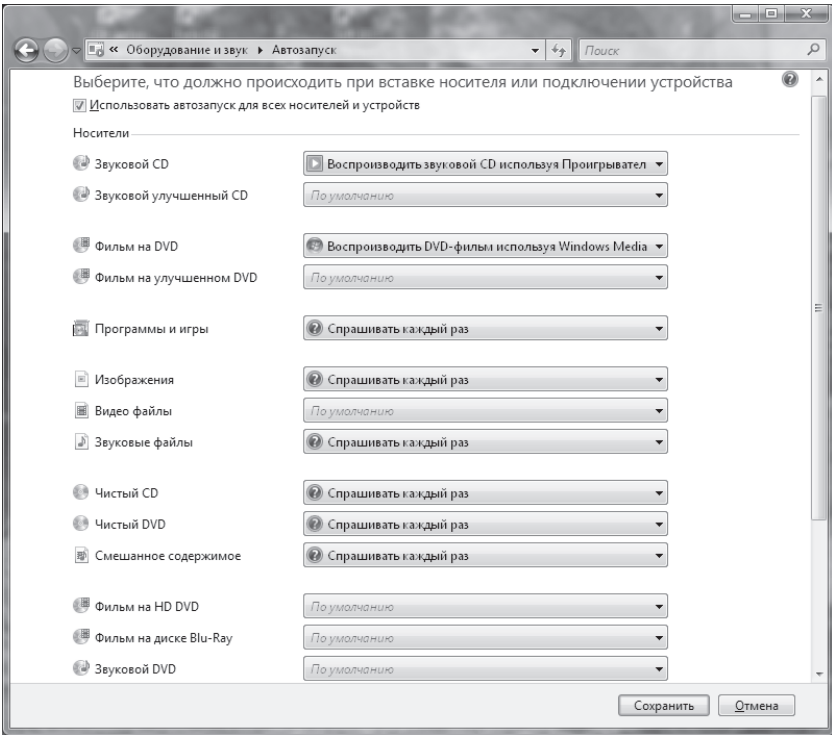 « Оборудование и звук ▸ Автозапуск Поиск
Выберите, что должно происходить при вставке носителя или подключении устройства
Использовать автозапуск для всех носителей и устройств
Носители
Звуковой CD Воспроизводить звуковой CD используя Проигрывател
Звуковой улучшенный CD По умолчанию
Фильм на DVD Воспроизводить DVD-фильм используя Windows Media
Фильм на улучшенном DVD По умолчанию
Программы и игры Спрашивать каждый раз
Изображения Спрашивать каждый раз
Видео файлы По умолчанию
Звуковые файлы Спрашивать каждый раз
Чистый CD Спрашивать каждый раз
Чистый DVD Спрашивать каждый раз
Смешанное содержимое Спрашивать каждый раз
Фильм на HD DVD По умолчанию
Фильм на диске Blu-Ray По умолчанию
Звуковой DVD По умолчанию
Сохранить Отмена